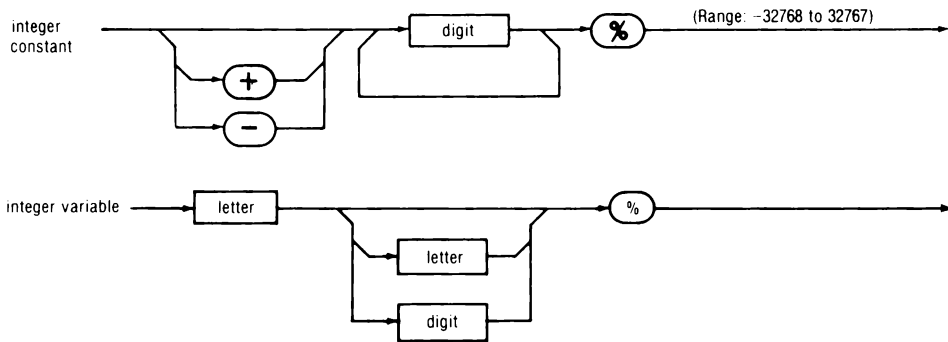 integer
constant
digit
%
(Range: -32768 to 32767)
+
-
integer variable
letter
%
letter
digit